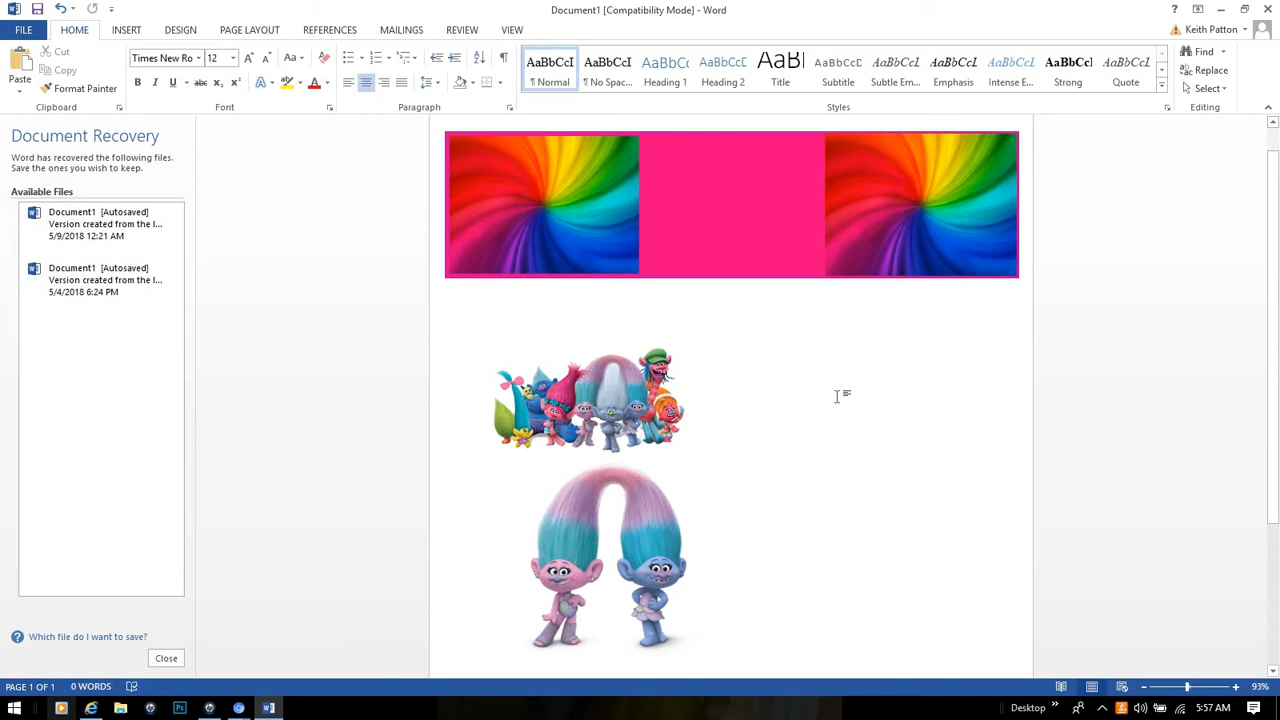 Document1 [Compatibility Mode] - Word
FILE HOME INSERT DESIGN PAGE LAYOUT REFERENCES MAILINGS REVIEW VIEW Keith Patton
Paste
Cut
Copy
Format Painter
Clipboard
Times New Ro 12
Font
Paragraph
AaBbCcI AaBbCcI AaBbC AaBbCc AaB AaBbCcD AaBbCcI AaBbCcI AaBbCcI AaBbCcI AaBbCcI
¶ Normal ¶ No Spac... Heading 1 Heading 2 Title Subtitle Subtle Em... Emphasis Intense E... Strong Quote
Styles
Find
Replace
Select
Editing
Document Recovery
Word has recovered the following files.
Save the ones you wish to keep.
Available Files
Document1 [Autosaved]
Version created from the l...
5/9/2018 12:21 AM
Document1 [Autosaved]
Version created from the l...
5/4/2018 6:24 PM
Which file do I want to save?
Close
PAGE 1 OF 1 0 WORDS 93%
Desktop 5:57 AM